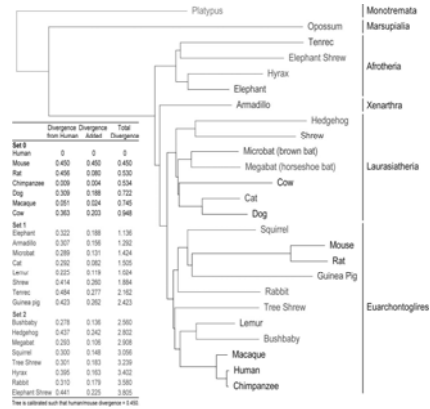 Platypus
Monotremata
Opossum
Marsupialia
Tenrec
Elephant Shrew
Hyrax
Elephant
Afrotheria
Armadillo
Xenarthra
Hedgehog
Shrew
Microbat (brown bat)
Megabat (horseshoe bat)
Cow
Cat
Dog
Laurasiatheria
Squirrel
Mouse
Rat
Guinea Pig
Rabbit
Tree Shrew
Lemur
Bushbaby
Macaque
Human
Chimpanzee
Euarchontoglires
Divergence from Human Divergence Added Total Divergence
Set 0
Human 0 0 0
Mouse 0.450 0.450 0.450
Rat 0.456 0.080 0.530
Chimpanzee 0.009 0.004 0.534
Dog 0.309 0.188 0.722
Macaque 0.051 0.024 0.745
Cow 0.363 0.203 0.948
Set 1
Elephant 0.322 0.188 1.136
Armadillo 0.307 0.156 1.292
Microbat 0.289 0.131 1.424
Cat 0.292 0.082 1.505
Lemur 0.225 0.119 1.024
Shrew 0.414 0.260 1.884
Tenrec 0.484 0.277 2.162
Guinea pig 0.423 0.262 2.423
Set 2
Bushbaby 0.278 0.136 2.560
Hedgehog 0.437 0.242 2.802
Megabat 0.293 0.106 2.908
Squirrel 0.300 0.148 3.056
Tree Shrew 0.301 0.183 3.239
Hyrax 0.395 0.163 3.402
Rabbit 0.310 0.179 3.580
Elephant Shrew 0.441 0.225 3.805
Tree is calibrated such that human/mouse divergence = 0.450